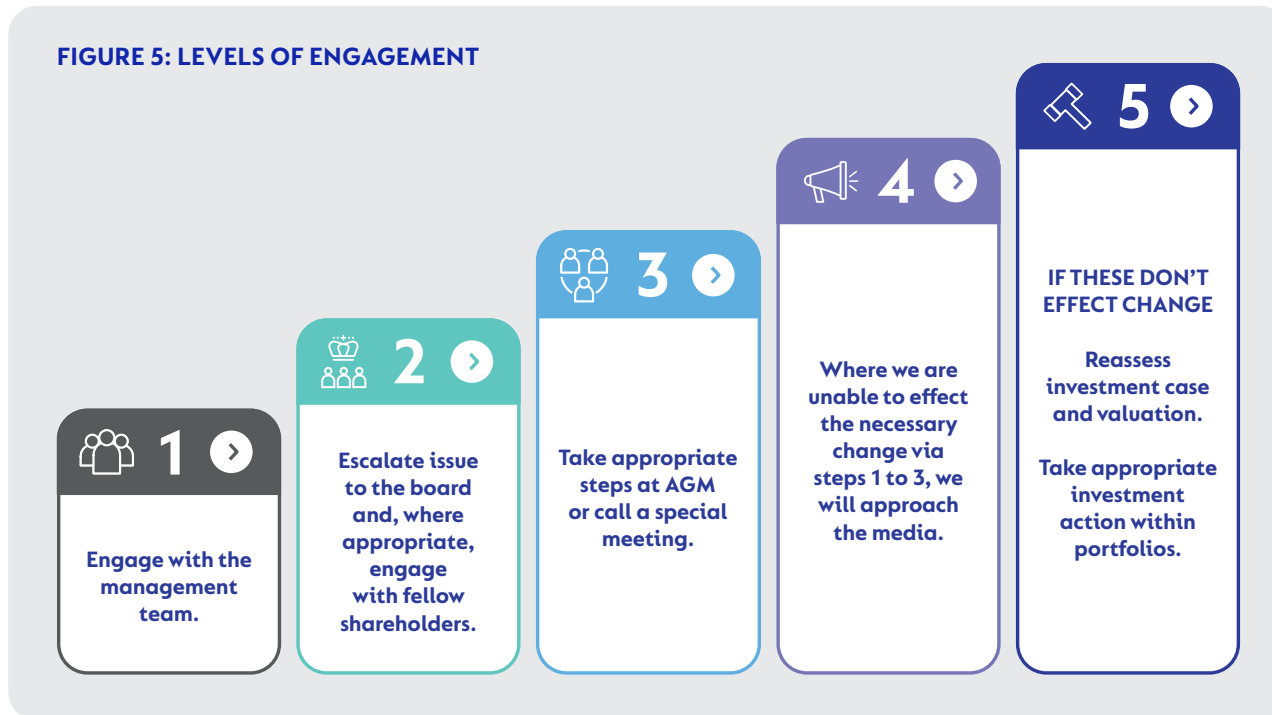 FIGURE 5: LEVELS OF ENGAGEMENT
1
Engage with the
management
team.
2
Escalate issue
to the board
and, where
appropriate,
engage
with fellow
shareholders.
3
Take appropriate
steps at AGM
or call a special
meeting.
4
Where we are
unable to effect
the necessary
change via
steps 1 to 3, we
will approach
the media.
5
IF THESE DON’T
EFFECT CHANGE
Reassess
investment case
and valuation.
Take appropriate
investment
action within
portfolios.